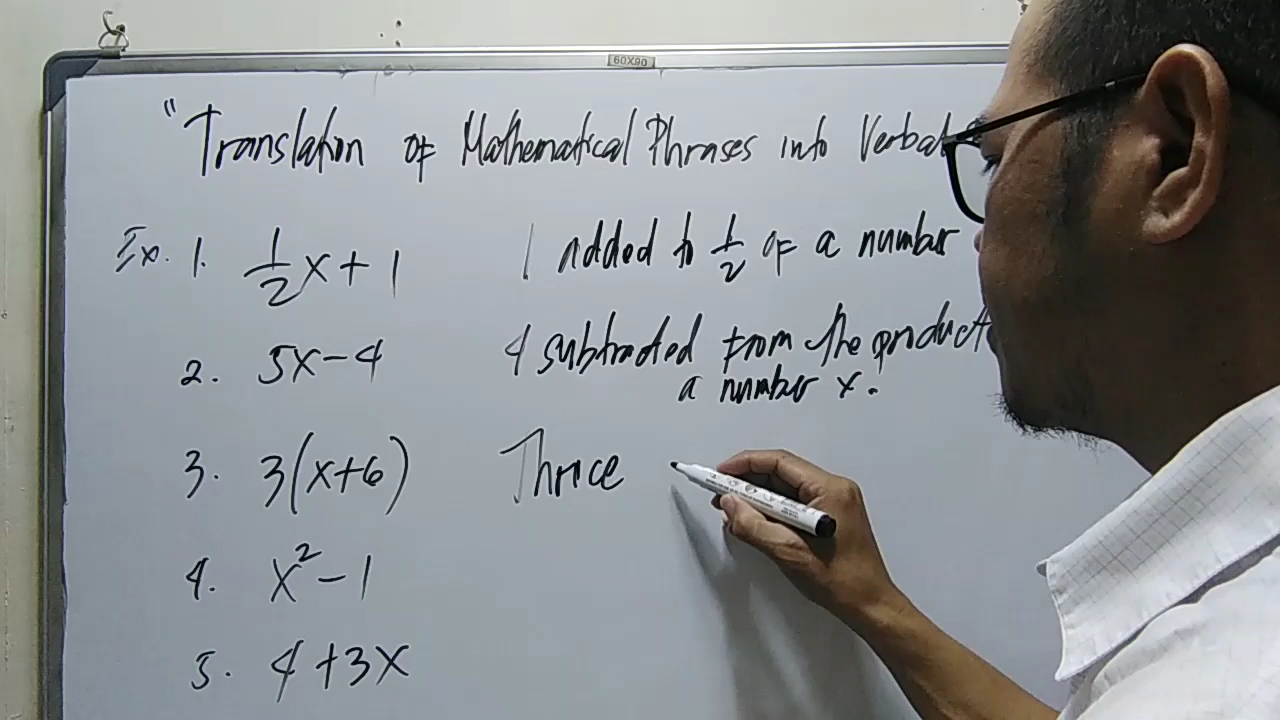 60X90
"Translation of Mathematical Phrases into Verbal
Ex. 1. 1/2 x + 1 1 added to 1/2 of a number
2. 5x - 4 4 subtracted from the product
a number x.
3. 3(x+6) Thrice
4. x² - 1
5. 4 + 3x